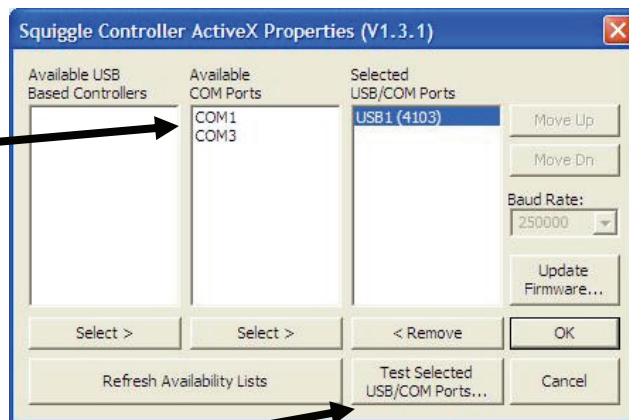 Squiggle Controller ActiveX Properties (V1.3.1)
Available USB
Based Controllers
Available
COM Ports
Selected
USB/COM Ports
COM1
COM3
USB1 (4103)
Move Up
Move Dn
Baud Rate:
250000
Update
Firmware...
Select >
Select >
< Remove
OK
Refresh Availability Lists
Test Selected
USB/COM Ports...
Cancel